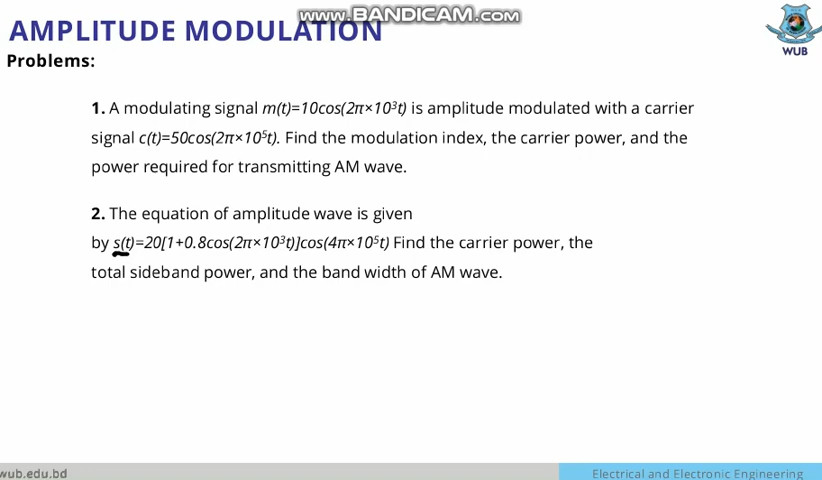 www.BANDICAM.com
AMPLITUDE MODULATION
WUB
Problems:
1. A modulating signal m(t)=10cos(2π×10³t) is amplitude modulated with a carrier
signal c(t)=50cos(2π×10⁵t). Find the modulation index, the carrier power, and the
power required for transmitting AM wave.
2. The equation of amplitude wave is given
by s(t)=20[1+0.8cos(2π×10³t)]cos(4π×10⁵t) Find the carrier power, the
total sideband power, and the band width of AM wave.
wub.edu.bd
Electrical and Electronic Engineering